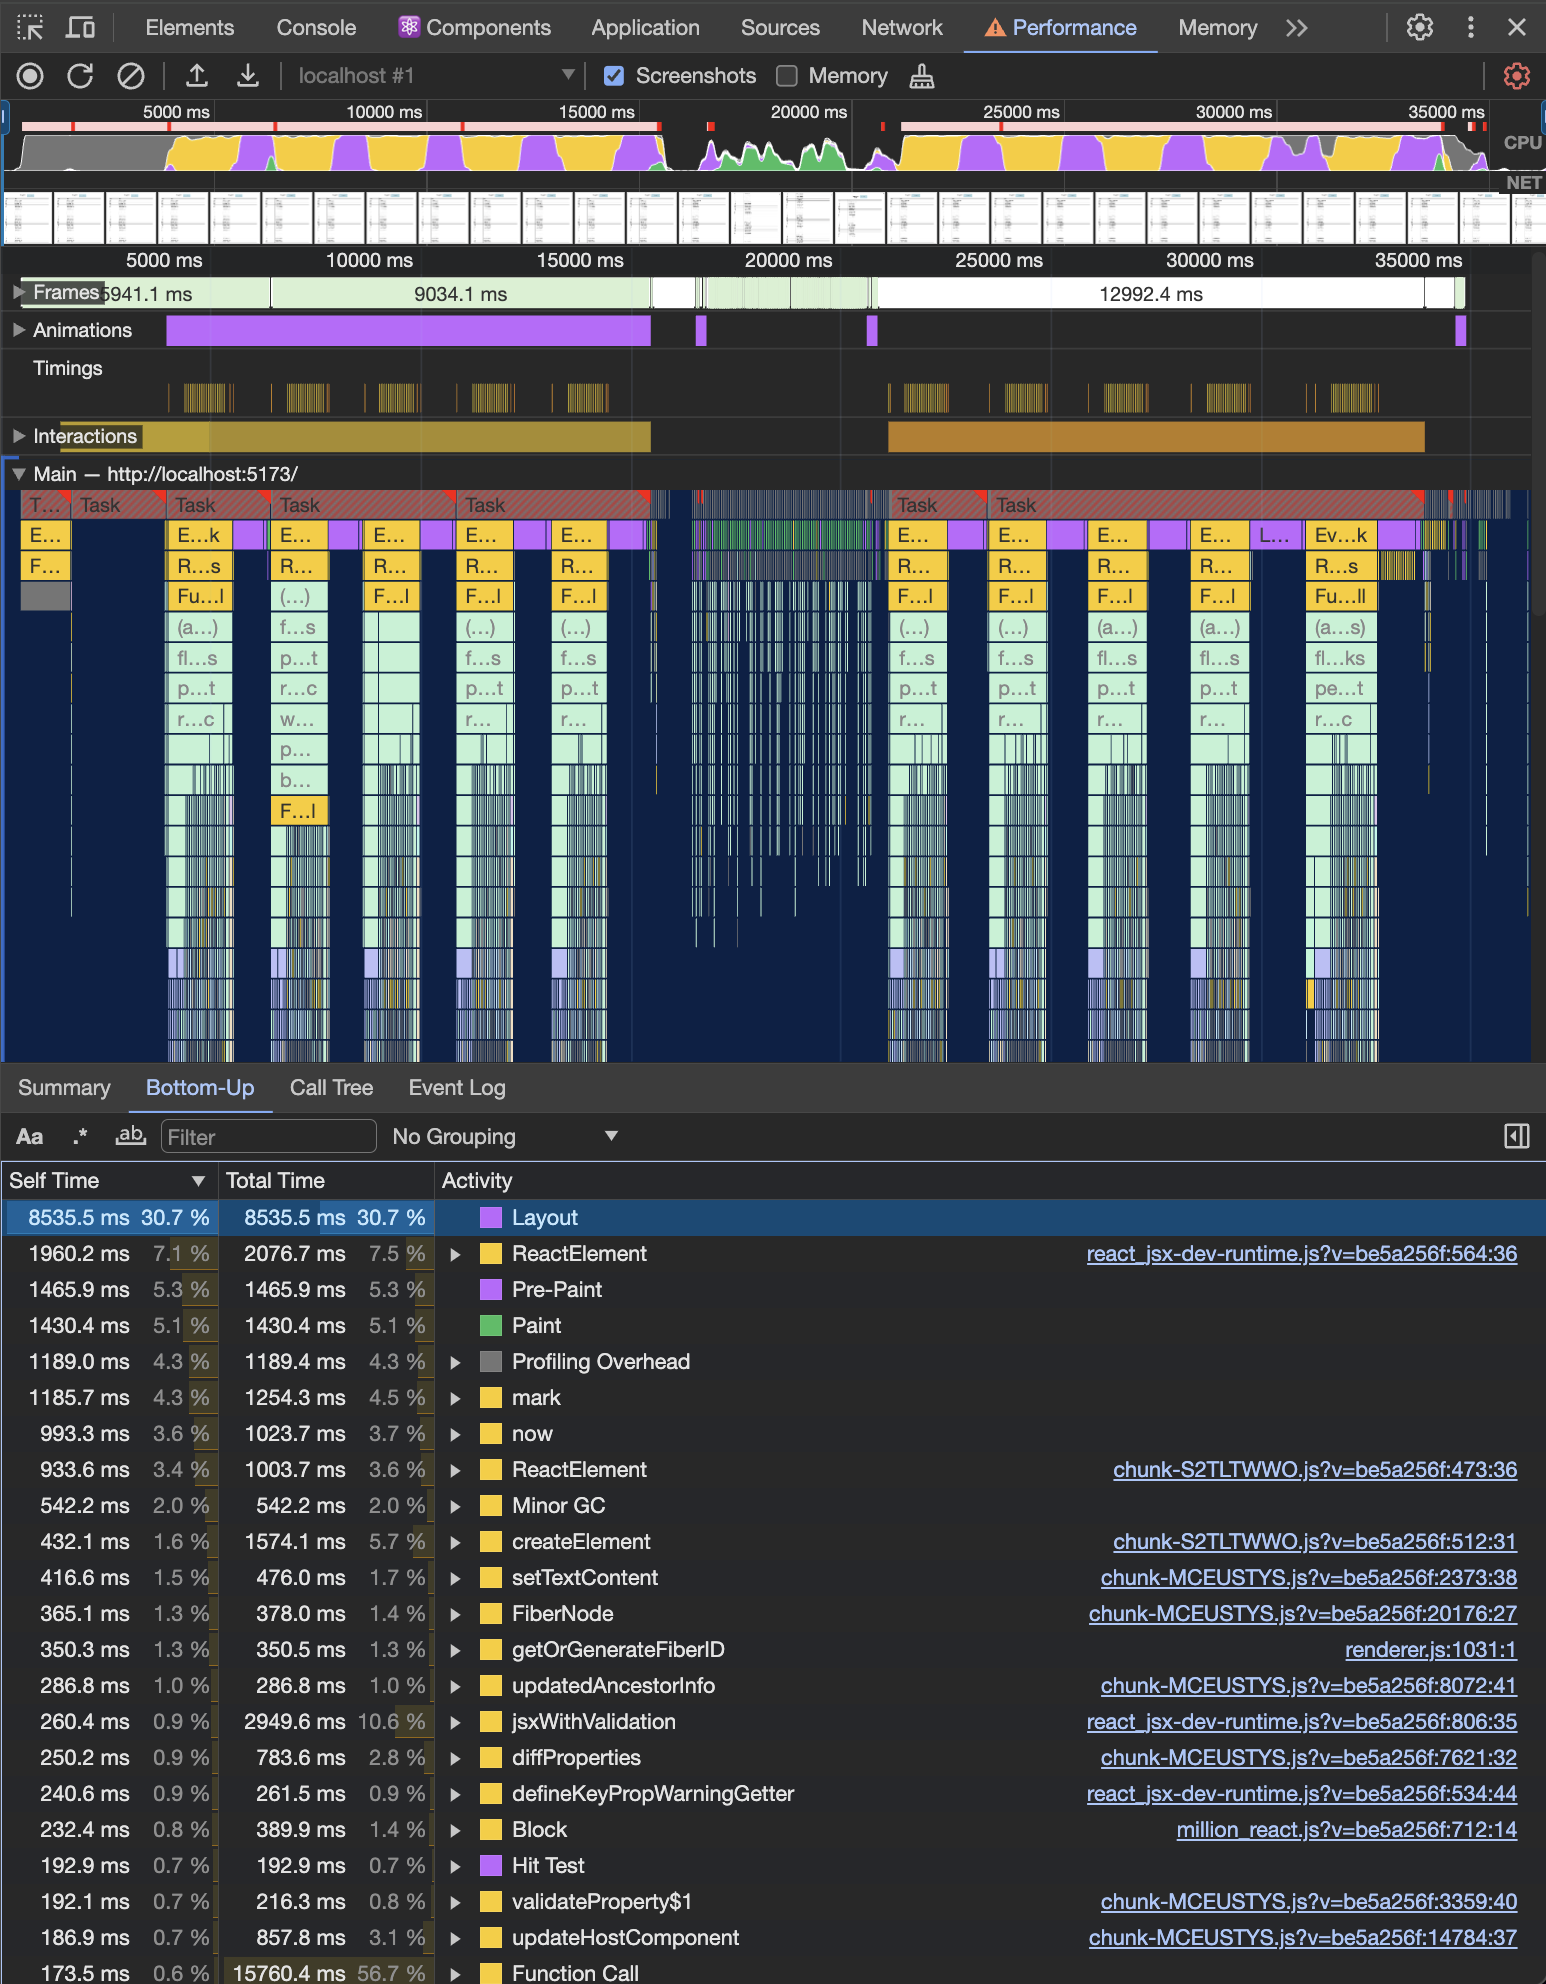 Elements Console Components Application Sources Network Performance Memory
localhost #1 Screenshots Memory
5000 ms 10000 ms 15000 ms 20000 ms 25000 ms 30000 ms 35000 ms
CPU
NET
5000 ms 10000 ms 15000 ms 20000 ms 25000 ms 30000 ms 35000 ms
Frames 5941.1 ms 9034.1 ms 12992.4 ms
Animations
Timings
Interactions
Main — http://localhost:5173/
T... Task Task Task Task Task Task
E... E...k E... E... E... E... E... E... E... E... L... Ev...k
F... R...s R... R... R... R... R... R... R... R... R...s
Fu...l (...) F...l F...l F...l F...l F...l F...l F...l Fu...ll
(a...) f...s (...) (...) (...) (...) (a...) (a...) (a...s)
fl...s p...t f...s f...s f...s f...s fl...s fl...s fl...ks
p...t r...c p...t p...t p...t p...t p...t p...t pe...t
r...c w... r... r... r... r... r... r... r...c
p...
b...
F...l
Summary Bottom-Up Call Tree Event Log
Aa .* ab Filter No Grouping
Self Time Total Time Activity
8535.5 ms 30.7 % 8535.5 ms 30.7 % Layout
1960.2 ms 7.1 % 2076.7 ms 7.5 % ReactElement react_jsx-dev-runtime.js?v=be5a256f:564:36
1465.9 ms 5.3 % 1465.9 ms 5.3 % Pre-Paint
1430.4 ms 5.1 % 1430.4 ms 5.1 % Paint
1189.0 ms 4.3 % 1189.4 ms 4.3 % Profiling Overhead
1185.7 ms 4.3 % 1254.3 ms 4.5 % mark
993.3 ms 3.6 % 1023.7 ms 3.7 % now
933.6 ms 3.4 % 1003.7 ms 3.6 % ReactElement chunk-S2TLTWWO.js?v=be5a256f:473:36
542.2 ms 2.0 % 542.2 ms 2.0 % Minor GC
432.1 ms 1.6 % 1574.1 ms 5.7 % createElement chunk-S2TLTWWO.js?v=be5a256f:512:31
416.6 ms 1.5 % 476.0 ms 1.7 % setTextContent chunk-MCEUSTYS.js?v=be5a256f:2373:38
365.1 ms 1.3 % 378.0 ms 1.4 % FiberNode chunk-MCEUSTYS.js?v=be5a256f:20176:27
350.3 ms 1.3 % 350.5 ms 1.3 % getOrGenerateFiberID renderer.js:1031:1
286.8 ms 1.0 % 286.8 ms 1.0 % updatedAncestorInfo chunk-MCEUSTYS.js?v=be5a256f:8072:41
260.4 ms 0.9 % 2949.6 ms 10.6 % jsxWithValidation react_jsx-dev-runtime.js?v=be5a256f:806:35
250.2 ms 0.9 % 783.6 ms 2.8 % diffProperties chunk-MCEUSTYS.js?v=be5a256f:7621:32
240.6 ms 0.9 % 261.5 ms 0.9 % defineKeyPropWarningGetter react_jsx-dev-runtime.js?v=be5a256f:534:44
232.4 ms 0.8 % 389.9 ms 1.4 % Block million_react.js?v=be5a256f:712:14
192.9 ms 0.7 % 192.9 ms 0.7 % Hit Test
192.1 ms 0.7 % 216.3 ms 0.8 % validateProperty$1 chunk-MCEUSTYS.js?v=be5a256f:3359:40
186.9 ms 0.7 % 857.8 ms 3.1 % updateHostComponent chunk-MCEUSTYS.js?v=be5a256f:14784:37
173.5 ms 0.6 % 15760.4 ms 56.7 % Function Call